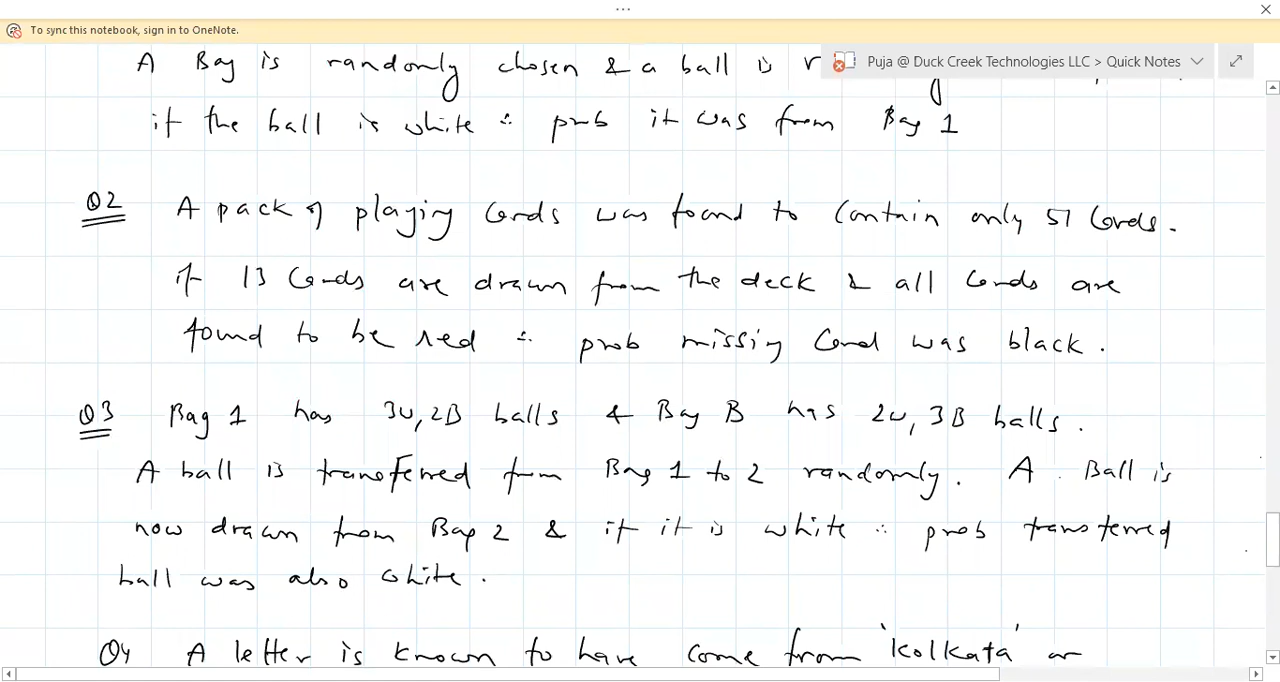 To sync this notebook, sign in to OneNote.
Puja @ Duck Creek Technologies LLC > Quick Notes
A Bag is randomly chosen & a ball is
if the ball is white ∴ prob it was from Bag 1
Q2 A pack of playing Cards was found to Contain only 51 Cards.
if 13 Cards are drawn from the deck & all Cards are
found to be red ∴ prob missing Card was black.
Q3 Bag 1 has 3W, 2B balls & Bag B has 2W, 3B balls.
A ball is transferred from Bag 1 to 2 randomly. A Ball is
now drawn from Bag 2 & if it is white ∴ prob transferred
ball was also white.
Q4 A letter is known to have come from 'Kolkata' or